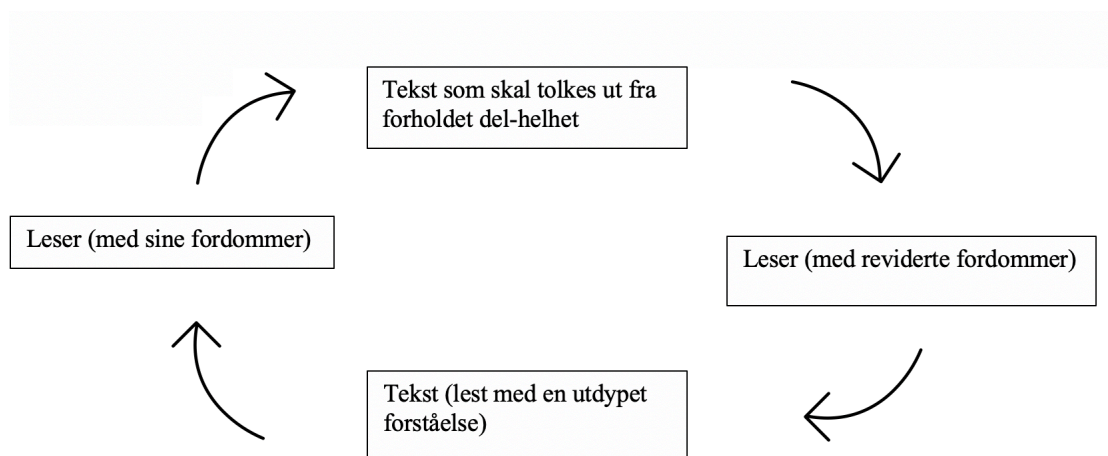 Tekst som skal tolkes ut fra
forholdet del-helhet
Leser (med sine fordommer)
Leser (med reviderte fordommer)
Tekst (lest med en utdypet
forståelse)